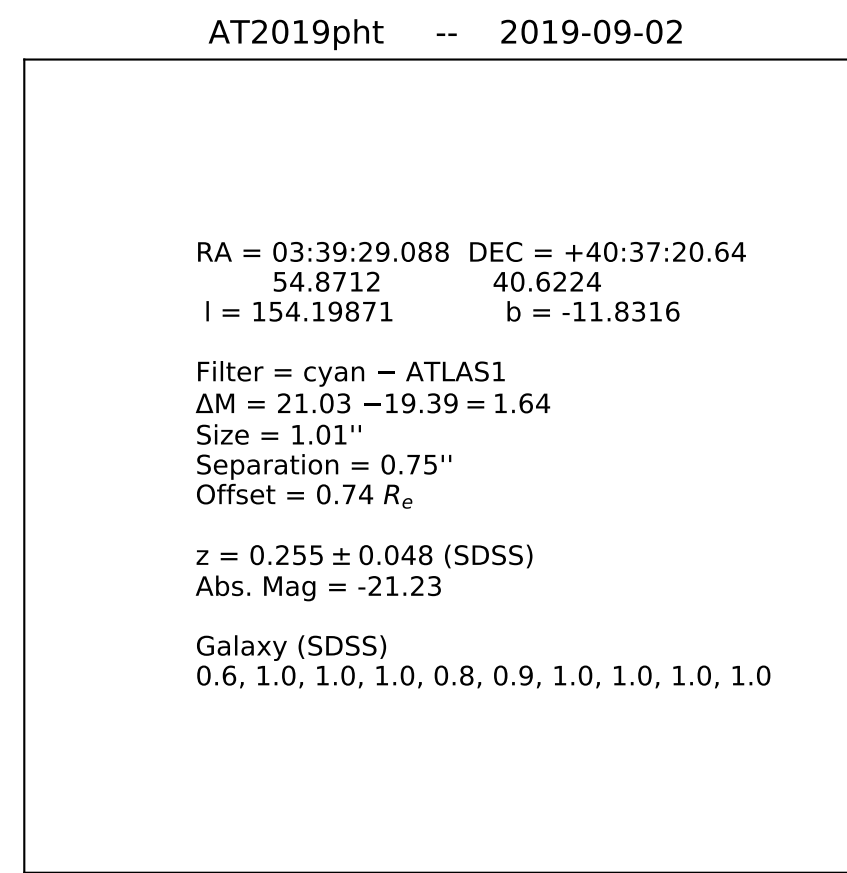 AT2019pht -- 2019-09-02
RA = 03:39:29.088 DEC = +40:37:20.64
54.8712 40.6224
l = 154.19871 b = -11.8316
Filter = cyan − ATLAS1
ΔM = 21.03 −19.39 = 1.64
Size = 1.01''
Separation = 0.75''
Offset = 0.74 Rₑ
z = 0.255 ± 0.048 (SDSS)
Abs. Mag = -21.23
Galaxy (SDSS)
0.6, 1.0, 1.0, 1.0, 0.8, 0.9, 1.0, 1.0, 1.0, 1.0